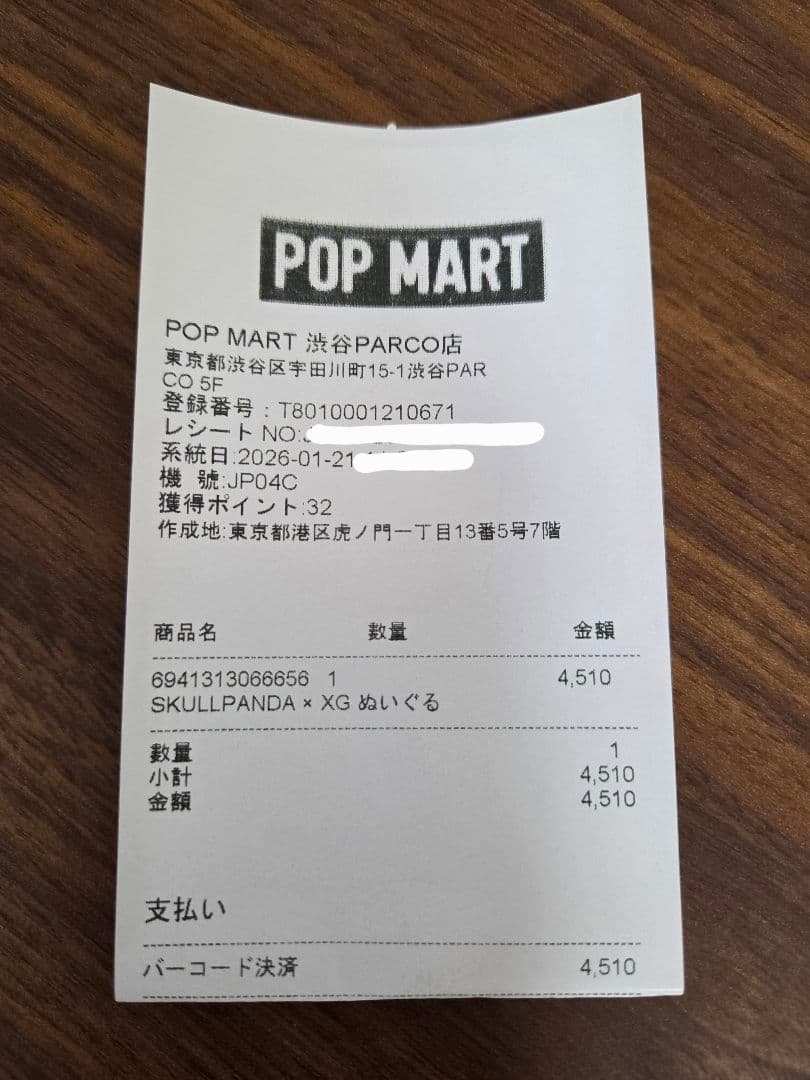 POP MART
POP MART 渋谷PARCO店
東京都渋谷区宇田川町15-1渋谷PAR
CO 5F
登録番号：T8010001210671
レシート NO:
系統日:2026-01-21
機 號:JP04C
獲得ポイント:32
作成地:東京都港区虎ノ門一丁目13番5号7階
商品名 數量 金額
6941313066656 1 4,510
SKULLPANDA × XG ぬいぐる
數量 1
小計 4,510
金額 4,510
支払い
バーコード決済 4,510